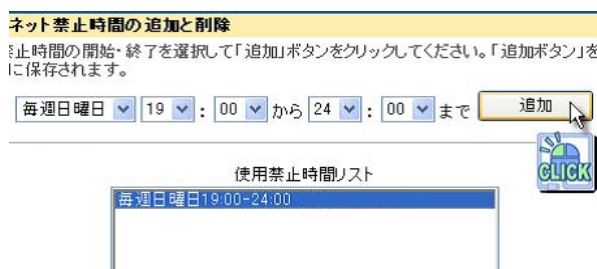 ネット禁止時間の追加と削除
止時間の開始・終了を選択して「追加」ボタンをクリックしてください。「追加ボタン」を
に保存されます。
毎週日曜日 19 : 00 から 24 : 00 まで 追加
CLICK
使用禁止時間リスト
毎週日曜日19:00-24:00